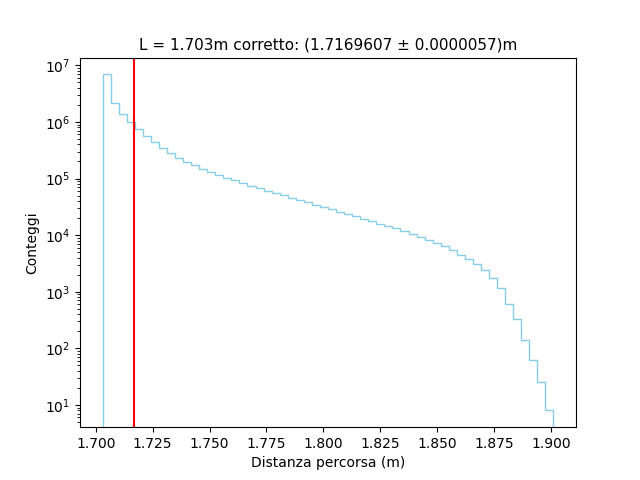 L = 1.703m corretto: (1.7169607 ± 0.0000057)m
10⁷
10⁶
10⁵
10⁴
10³
10²
10¹
Conteggi
1.700 1.725 1.750 1.775 1.800 1.825 1.850 1.875 1.900
Distanza percorsa (m)